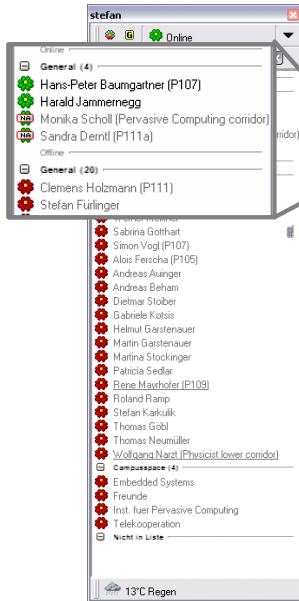 stefan
G Online
Online
General (4)
Hans-Peter Baumgartner (P107)
Harald Jammernegg
NA Monika Scholl (Pervasive Computing corridor)
NA Sandra Derntl (P111a)
Offline
General (20)
Clemens Holzmann (P111)
Stefan Fürlinger
Sabrina Gotthart
Simon Vogl (P107)
Alois Ferscha (P105)
Andreas Auinger
Andreas Beham
Dietmar Stoiber
Gabriele Kotsis
Helmut Garstenauer
Martin Garstenauer
Martina Stockinger
Patricia Sedlar
Rene Mayrhofer (P109)
Roland Ramp
Stefan Karkulik
Thomas Göbl
Thomas Neumüller
Wolfgang Narzt (Physicist lower corridor)
Campusspace (4)
Embedded Systems
Freunde
Inst. fuer Pervasive Computing
Telekooperation
Nicht in Liste
13°C Regen